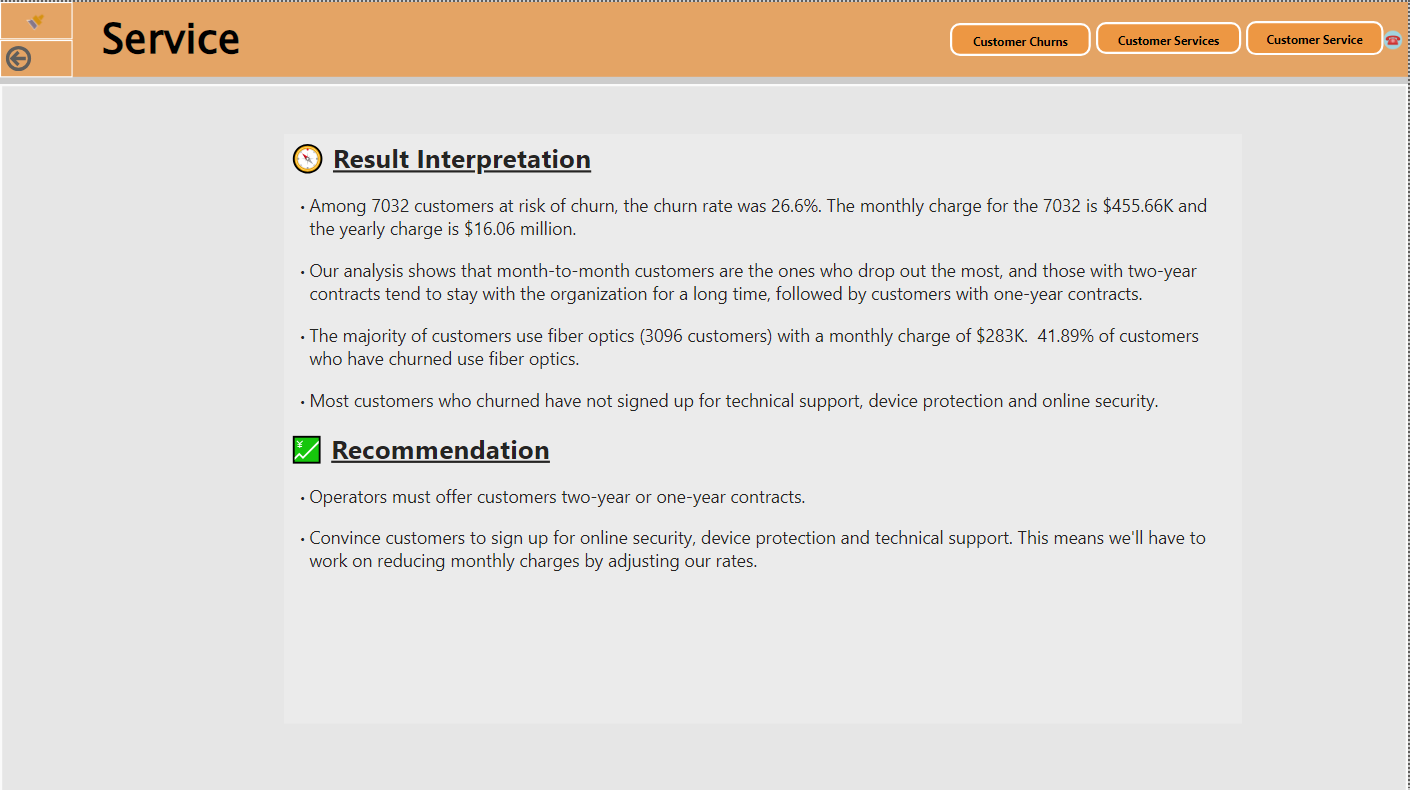 Service
Customer Churns
Customer Services
Customer Service
Result Interpretation
• Among 7032 customers at risk of churn, the churn rate was 26.6%. The monthly charge for the 7032 is $455.66K and
the yearly charge is $16.06 million.
• Our analysis shows that month-to-month customers are the ones who drop out the most, and those with two-year
contracts tend to stay with the organization for a long time, followed by customers with one-year contracts.
• The majority of customers use fiber optics (3096 customers) with a monthly charge of $283K.  41.89% of customers
who have churned use fiber optics.
• Most customers who churned have not signed up for technical support, device protection and online security.
¥
Recommendation
• Operators must offer customers two-year or one-year contracts.
• Convince customers to sign up for online security, device protection and technical support. This means we'll have to
work on reducing monthly charges by adjusting our rates.